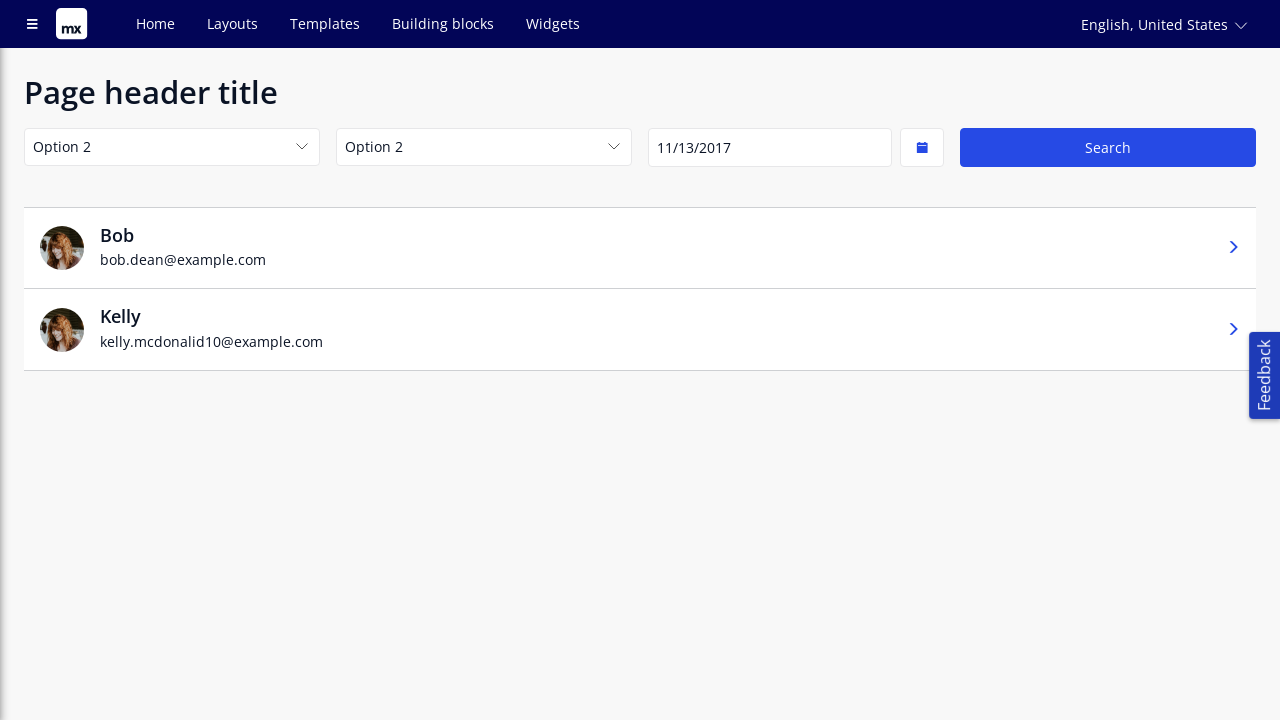 mx
Home
Layouts
Templates
Building blocks
Widgets
English, United States
Page header title
Option 2
Option 2
11/13/2017
Search
Bob
bob.dean@example.com
Kelly
kelly.mcdonalid10@example.com
Feedback